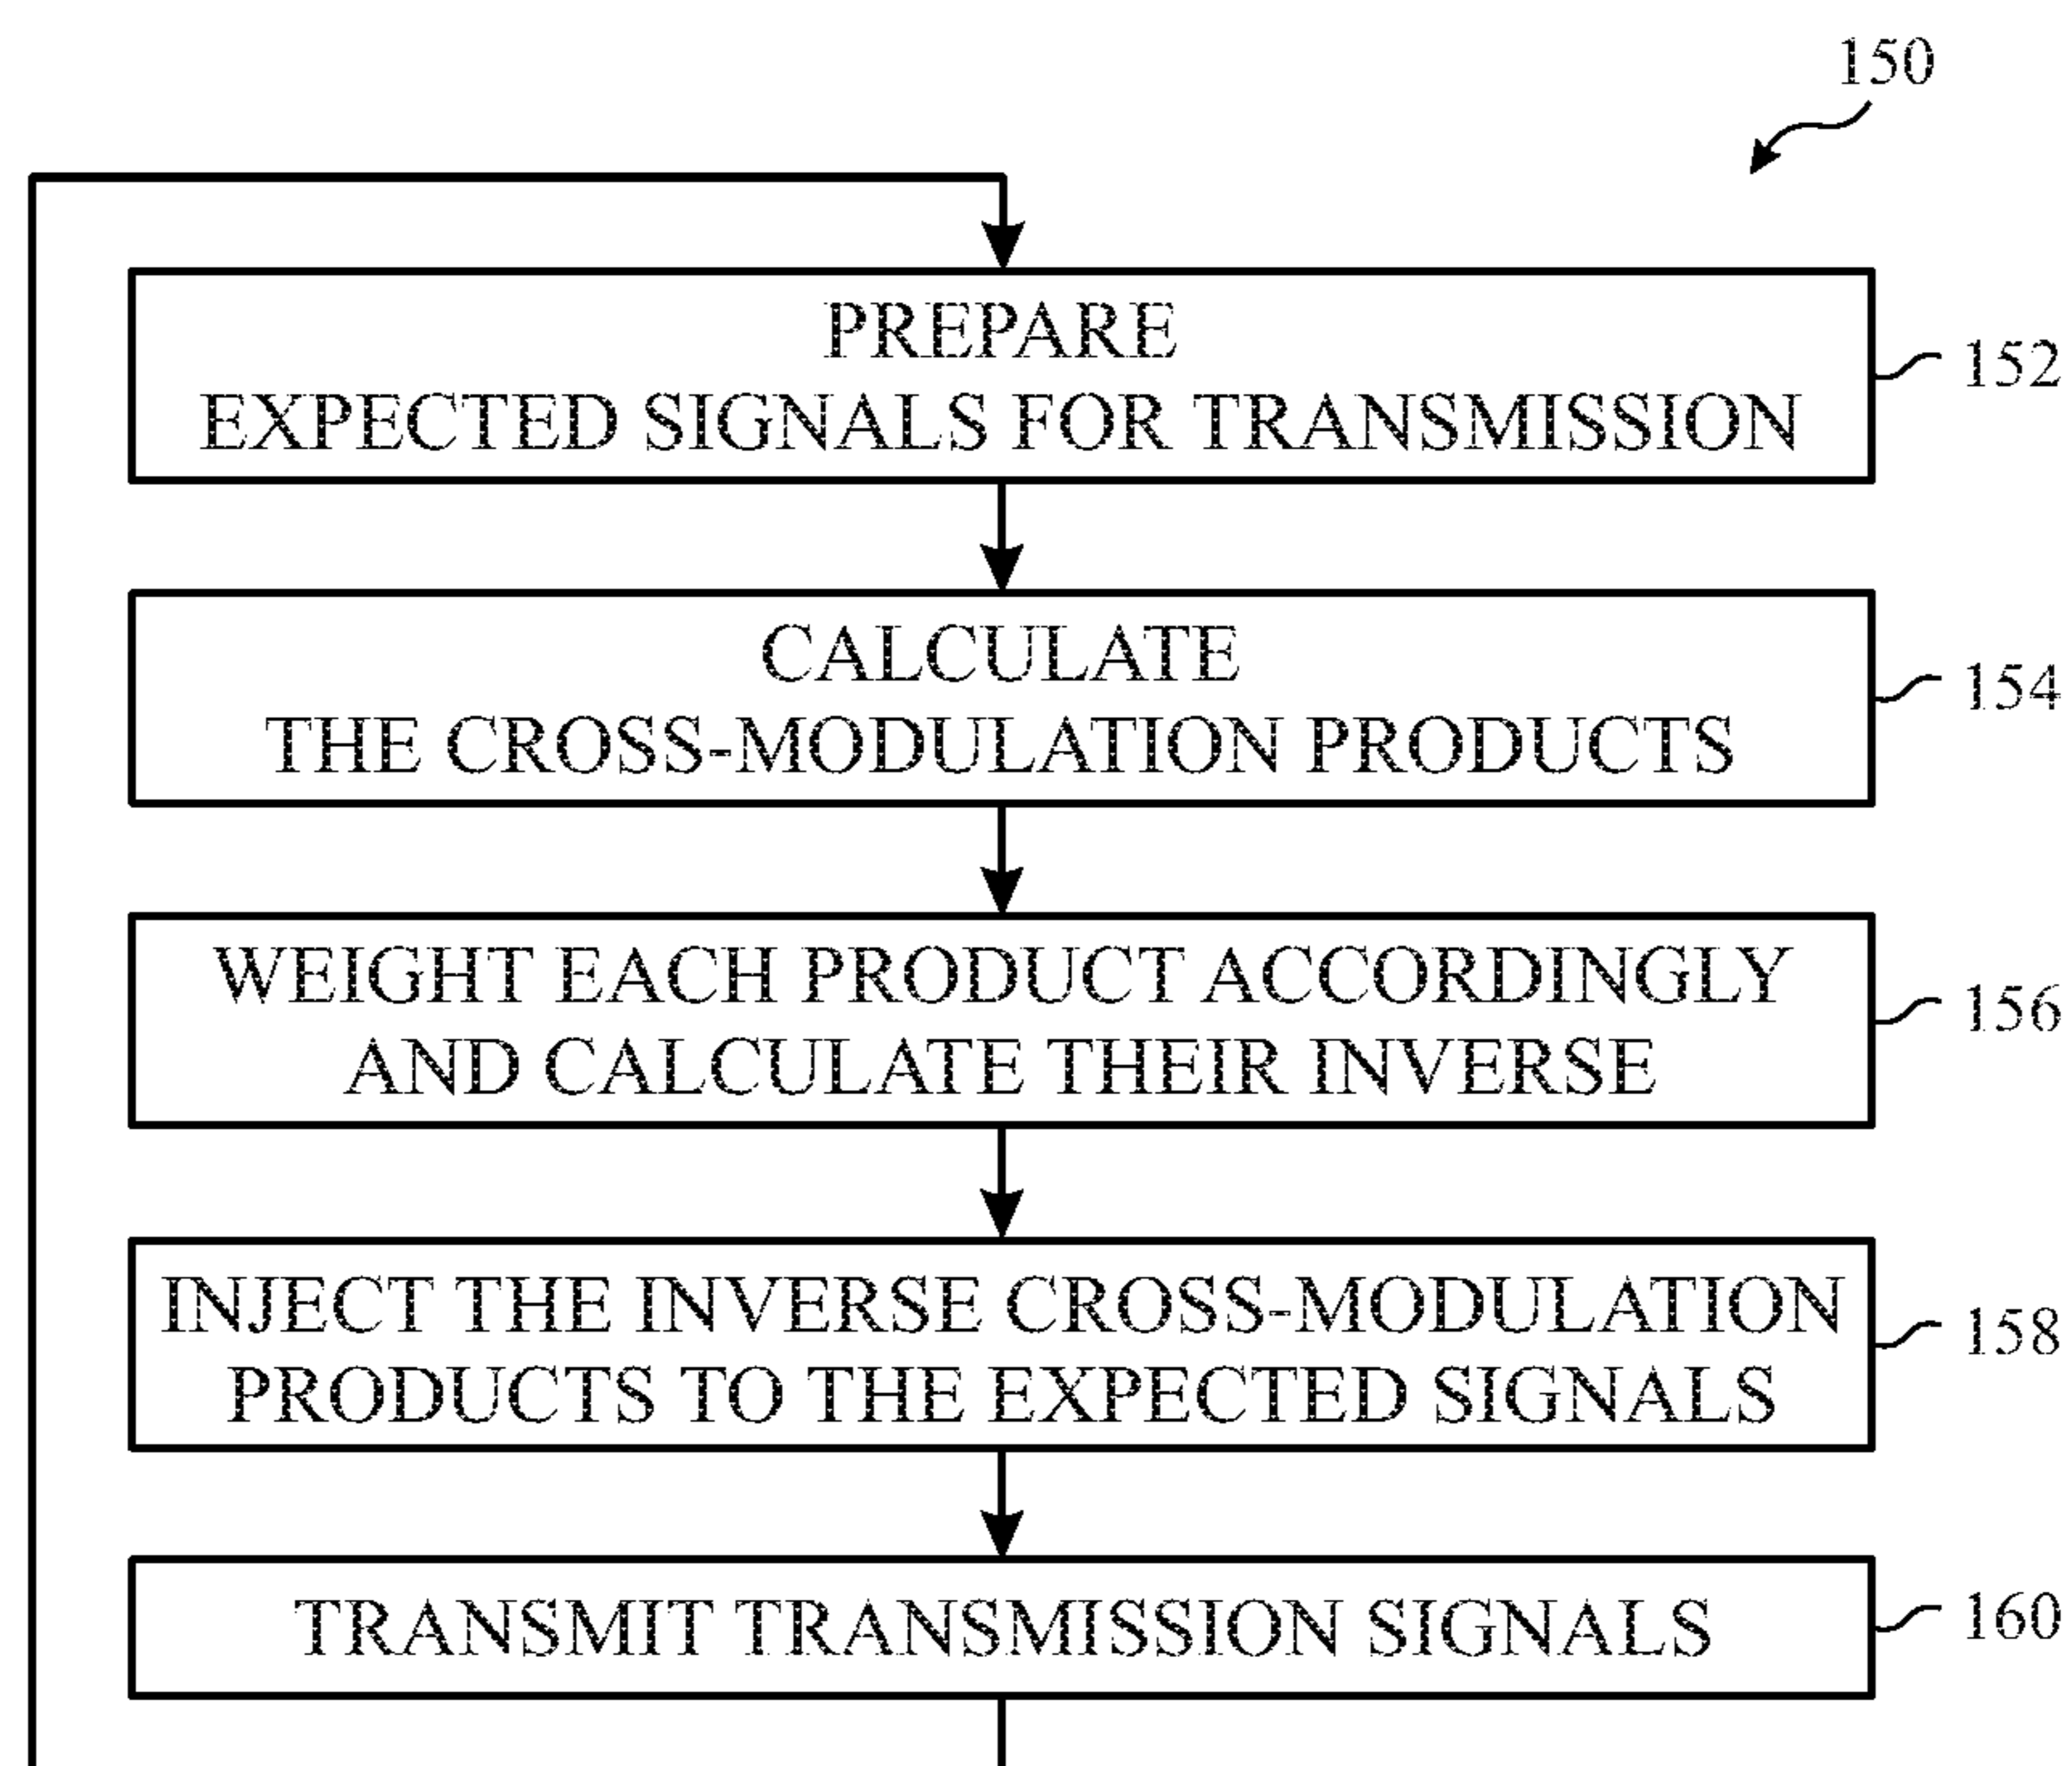 150
PREPARE
EXPECTED SIGNALS FOR TRANSMISSION
152
CALCULATE
THE CROSS-MODULATION PRODUCTS
154
WEIGHT EACH PRODUCT ACCORDINGLY
AND CALCULATE THEIR INVERSE
156
INJECT THE INVERSE CROSS-MODULATION
PRODUCTS TO THE EXPECTED SIGNALS
158
TRANSMIT TRANSMISSION SIGNALS
160